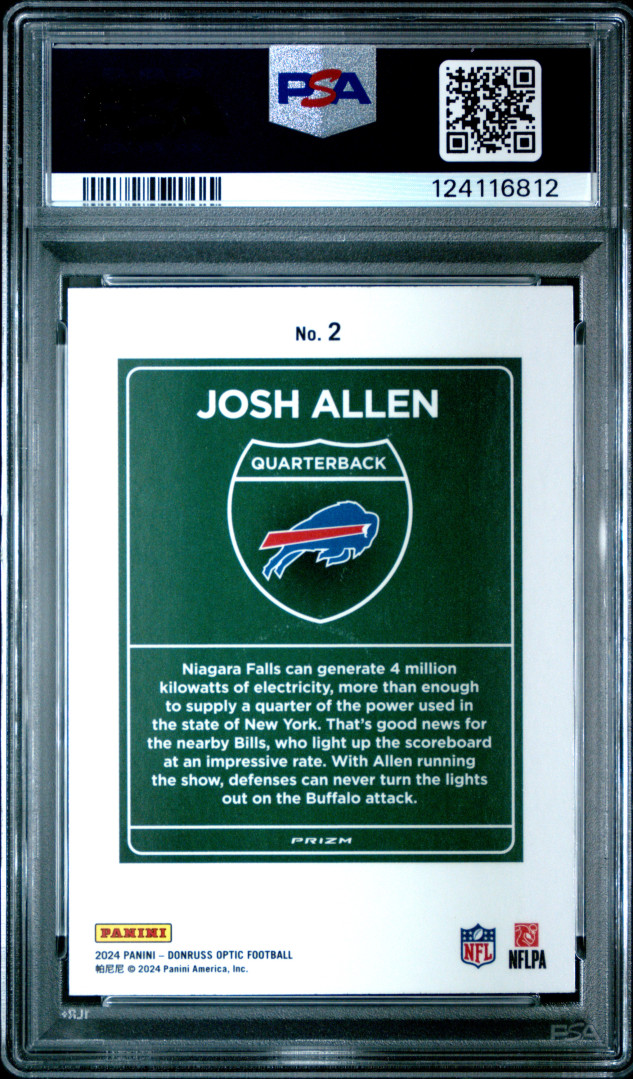 PSA
124116812
No. 2
JOSH ALLEN
QUARTERBACK
Niagara Falls can generate 4 million
kilowatts of electricity, more than enough
to supply a quarter of the power used in
the state of New York. That's good news for
the nearby Bills, who light up the scoreboard
at an impressive rate. With Allen running
the show, defenses can never turn the lights
out on the Buffalo attack.
PRIZM
PANINI
2024 PANINI – DONRUSS OPTIC FOOTBALL
帕尼尼 © 2024 Panini America, Inc.
NFL
NFLPA
PSA